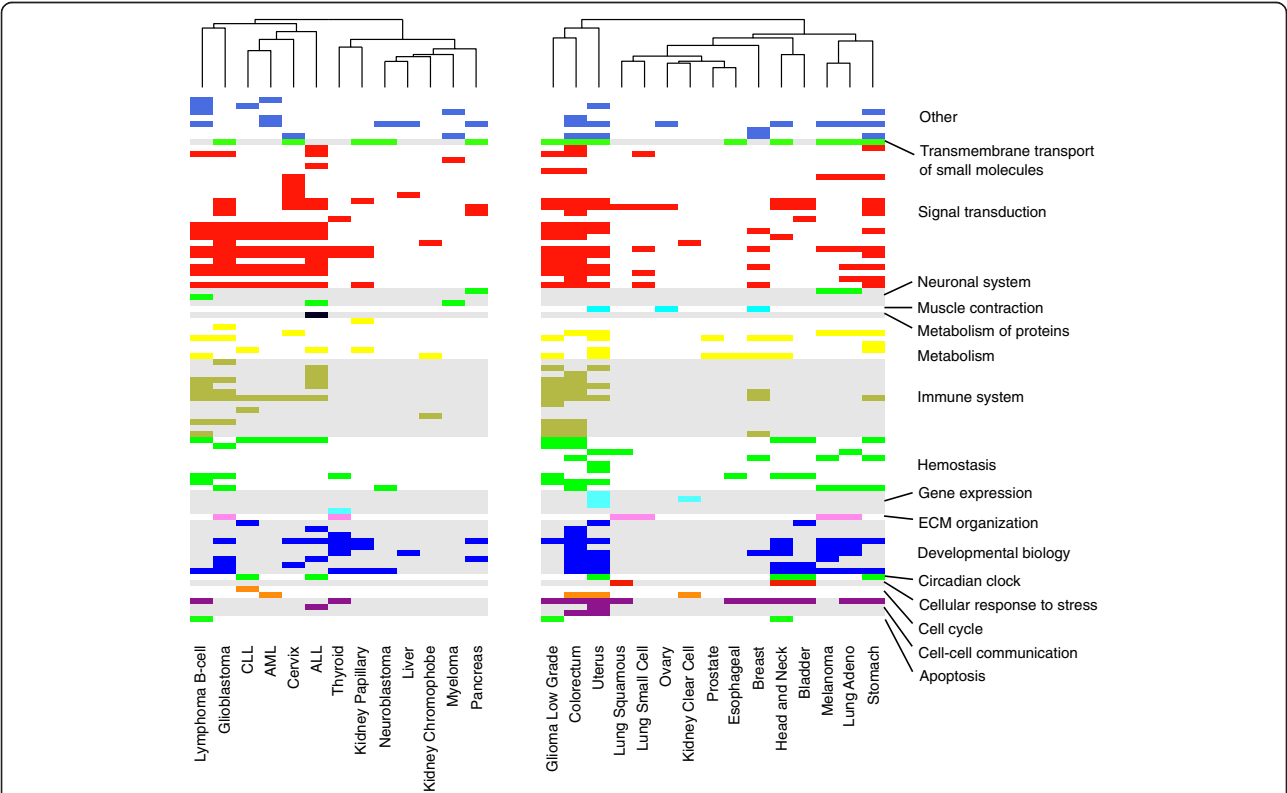 Other
Transmembrane transport
of small molecules
Signal transduction
Neuronal system
Muscle contraction
Metabolism of proteins
Metabolism
Immune system
Hemostasis
Gene expression
ECM organization
Developmental biology
Circadian clock
Cellular response to stress
Cell cycle
Cell-cell communication
Apoptosis
Lymphoma B-cell
Glioblastoma
CLL
AML
Cervix
ALL
Thyroid
Kidney Papillary
Neuroblastoma
Liver
Kidney Chromophobe
Myeloma
Pancreas
Glioma Low Grade
Colorectum
Uterus
Lung Squamous
Lung Small Cell
Ovary
Kidney Clear Cell
Prostate
Esophageal
Breast
Head and Neck
Bladder
Melanoma
Lung Adeno
Stomach